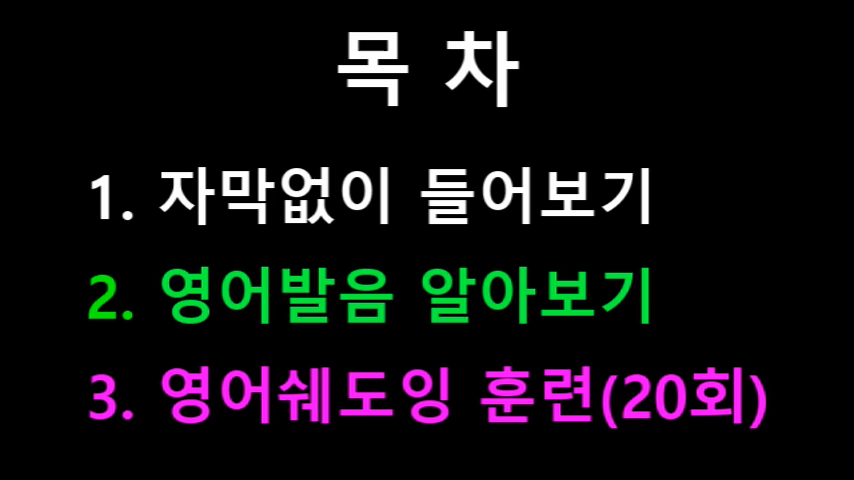 목 차
1. 자막없이 들어보기
2. 영어발음 알아보기
3. 영어쉐도잉 훈련(20회)